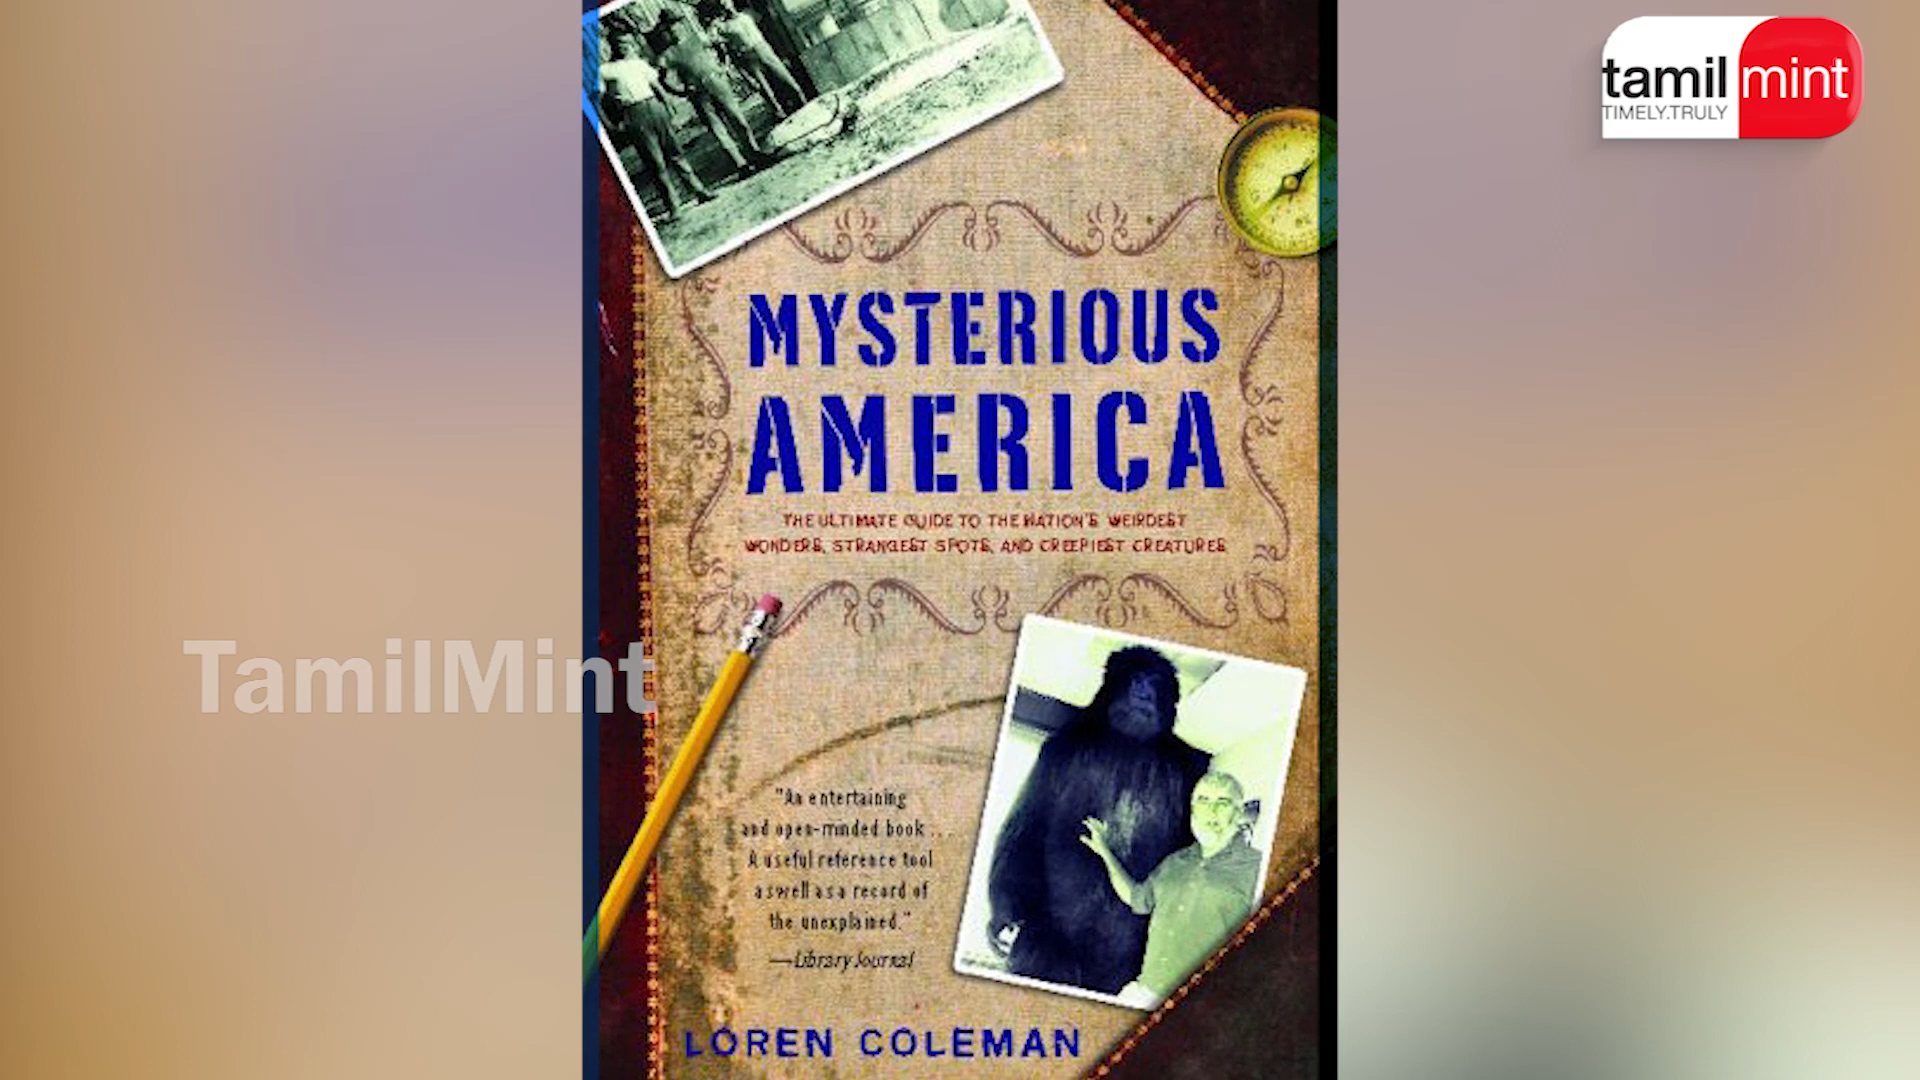 tamil mint
TIMELY.TRULY
MYSTERIOUS
AMERICA
THE ULTIMATE GUIDE TO THE NATION'S WEIRDEST
WONDERS, STRANGEST SPOTS, AND CREEPIEST CREATURES
TamilMint
"An entertaining
and open-minded book...
A useful reference tool
as well as a record of
the unexplained."
—Library Journal
LOREN COLEMAN